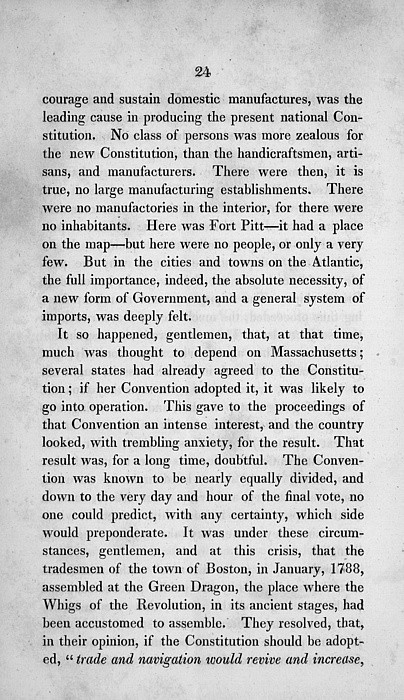 24
courage and sustain domestic manufactures, was the
leading cause in producing the present national Con-
stitution. No class of persons was more zealous for
the new Constitution, than the handicraftsmen, arti-
sans, and manufacturers. There were then, it is
true, no large manufacturing establishments. There
were no manufactories in the interior, for there were
no inhabitants. Here was Fort Pitt—it had a place
on the map—but here were no people, or only a very
few. But in the cities and towns on the Atlantic,
the full importance, indeed, the absolute necessity, of
a new form of Government, and a general system of
imports, was deeply felt.
It so happened, gentlemen, that, at that time,
much was thought to depend on Massachusetts;
several states had already agreed to the Constitu-
tion; if her Convention adopted it, it was likely to
go into operation. This gave to the proceedings of
that Convention an intense interest, and the country
looked, with trembling anxiety, for the result. That
result was, for a long time, doubtful. The Conven-
tion was known to be nearly equally divided, and
down to the very day and hour of the final vote, no
one could predict, with any certainty, which side
would preponderate. It was under these circum-
stances, gentlemen, and at this crisis, that the
tradesmen of the town of Boston, in January, 1788,
assembled at the Green Dragon, the place where the
Whigs of the Revolution, in its ancient stages, had
been accustomed to assemble. They resolved, that,
in their opinion, if the Constitution should be adopt-
ed, "trade and navigation would revive and increase,